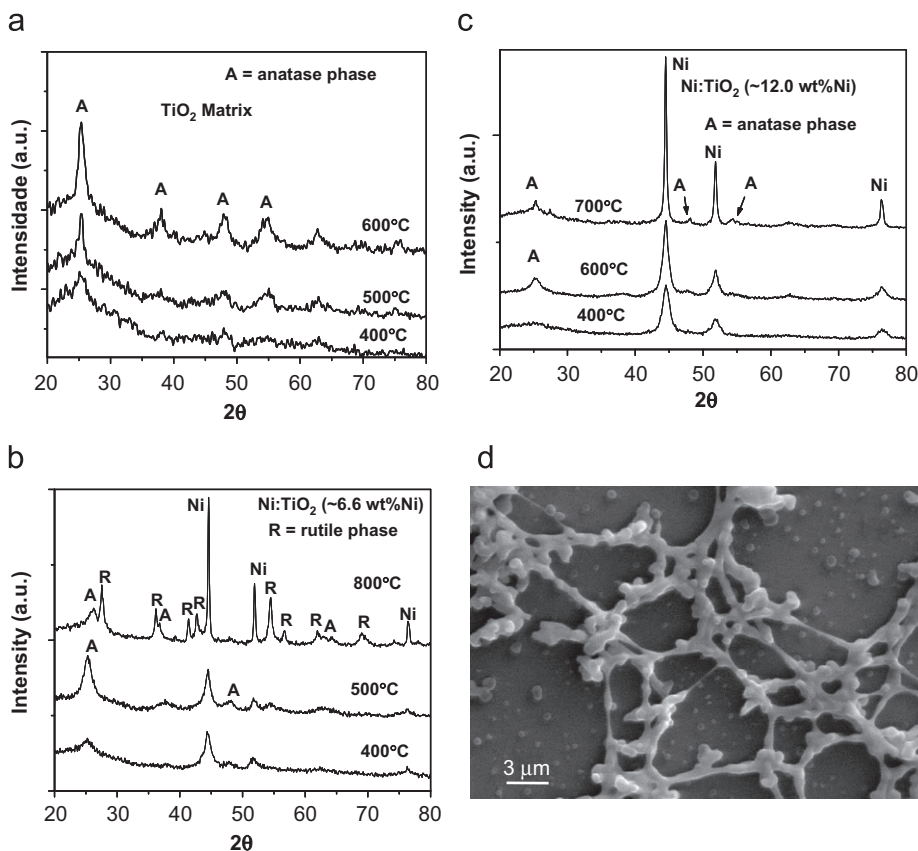 a
A = anatase phase
TiO₂ Matrix
A
A
A
A
600°C
500°C
400°C
Intensidade (a.u.)
20 30 40 50 60 70 80
2θ
c
Ni
Ni:TiO₂ (~12.0 wt%Ni)
A = anatase phase
Ni
A
A
A
Ni
700°C
600°C
400°C
Intensity (a.u.)
20 30 40 50 60 70 80
2θ
b
Ni
Ni:TiO₂ (~6.6 wt%Ni)
R = rutile phase
800°C
Ni
A
R
R
A
R
R
R
R
R
A
R
Ni
A
500°C
A
400°C
Intensity (a.u.)
20 30 40 50 60 70 80
2θ
d
3 μm